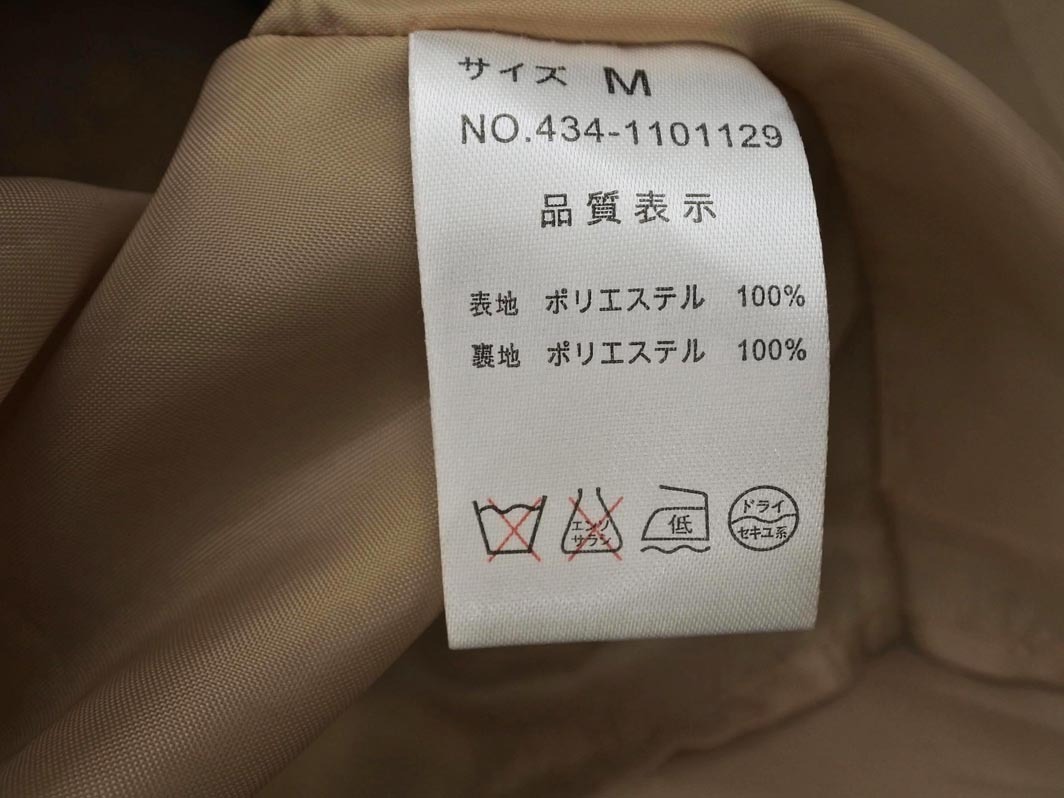 サイズ M
NO.434-1101129
品質表示
表地 ポリエステル 100%
裏地 ポリエステル 100%
エンソ
サラシ
低
ドライ
セキユ系